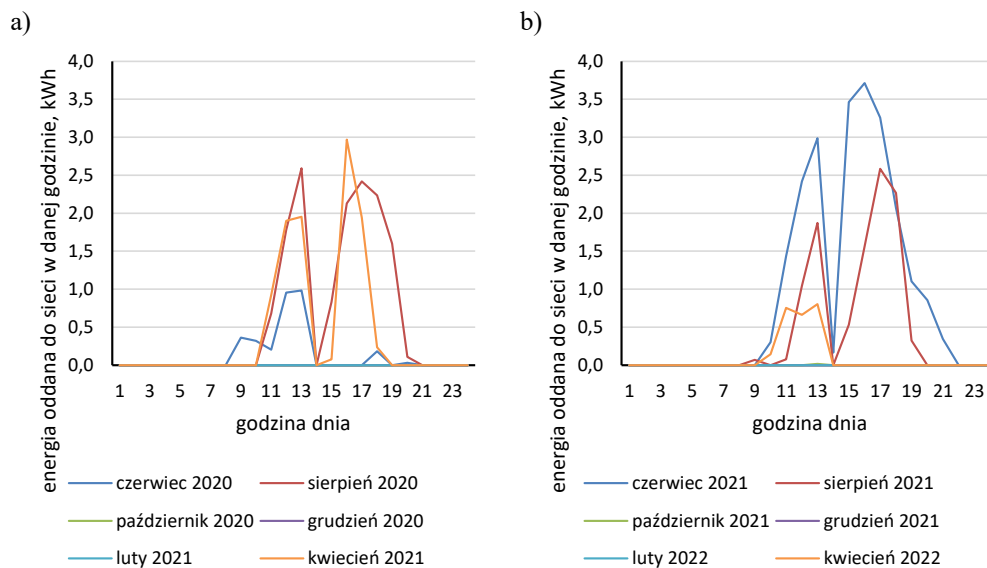 a)
energia oddana do sieci w danej godzinie, kWh
4,0
3,5
3,0
2,5
2,0
1,5
1,0
0,5
0,0
1 3 5 7 9 11 13 15 17 19 21 23
godzina dnia
czerwiec 2020 sierpień 2020
październik 2020 grudzień 2020
luty 2021 kwiecień 2021
b)
energia oddana do sieci w danej godzinie, kWh
4,0
3,5
3,0
2,5
2,0
1,5
1,0
0,5
0,0
1 3 5 7 9 11 13 15 17 19 21 23
godzina dnia
czerwiec 2021 sierpień 2021
październik 2021 grudzień 2021
luty 2022 kwiecień 2022